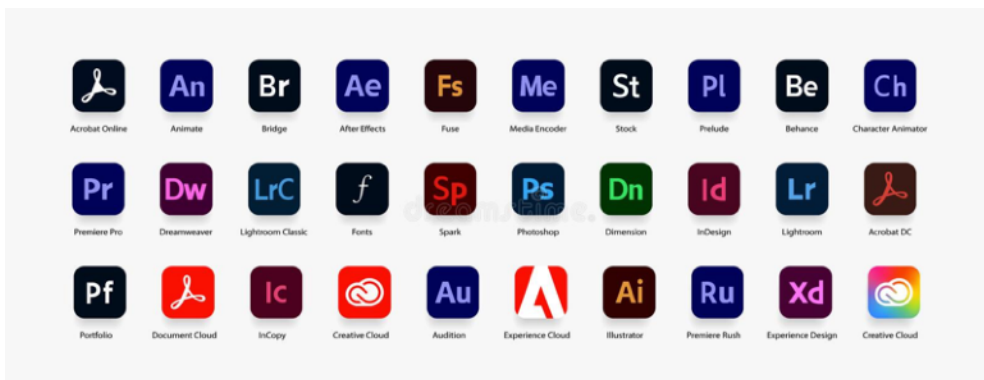 An Br Ae Fs Me St Pl Be Ch
Acrobat Online Animate Bridge After Effects Fuse Media Encoder Stock Prelude Behance Character Animator
Pr Dw LrC f Sp Ps Dn Id Lr
Premiere Pro Dreamweaver Lightroom Classic Fonts Spark Photoshop Dimension InDesign Lightroom Acrobat DC
dreamstime.
Pf Ic Au Ai Ru Xd
Portfolio Document Cloud InCopy Creative Cloud Audition Experience Cloud Illustrator Premiere Rush Experience Design Creative Cloud